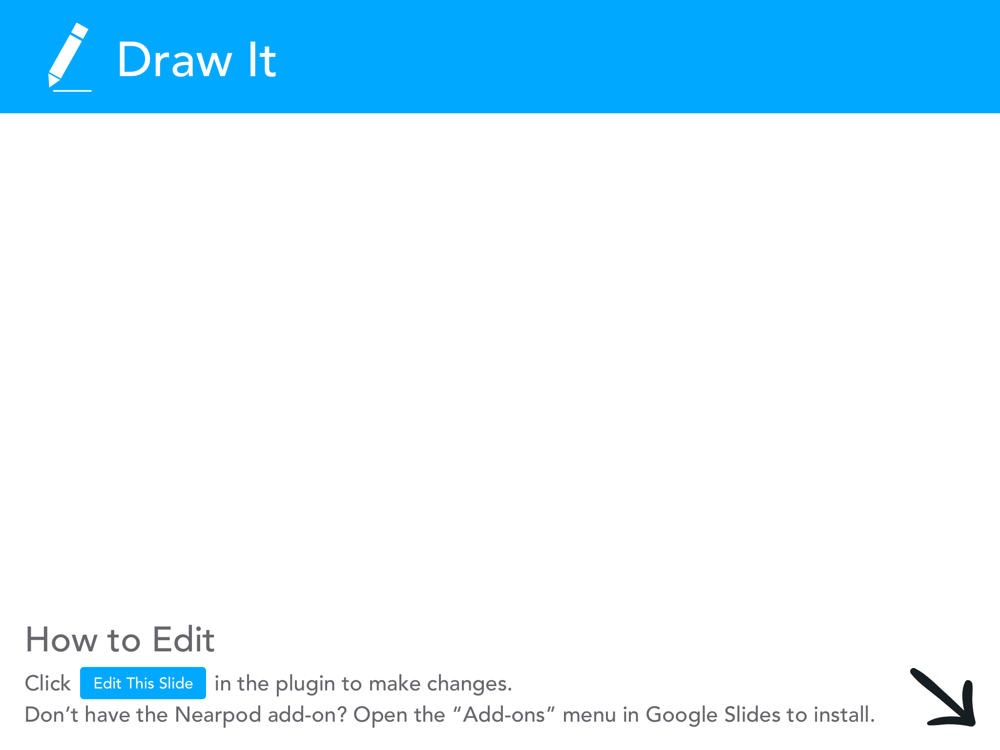 Draw It
How to Edit
Click Edit This Slide in the plugin to make changes.
Don’t have the Nearpod add-on? Open the “Add-ons” menu in Google Slides to install.